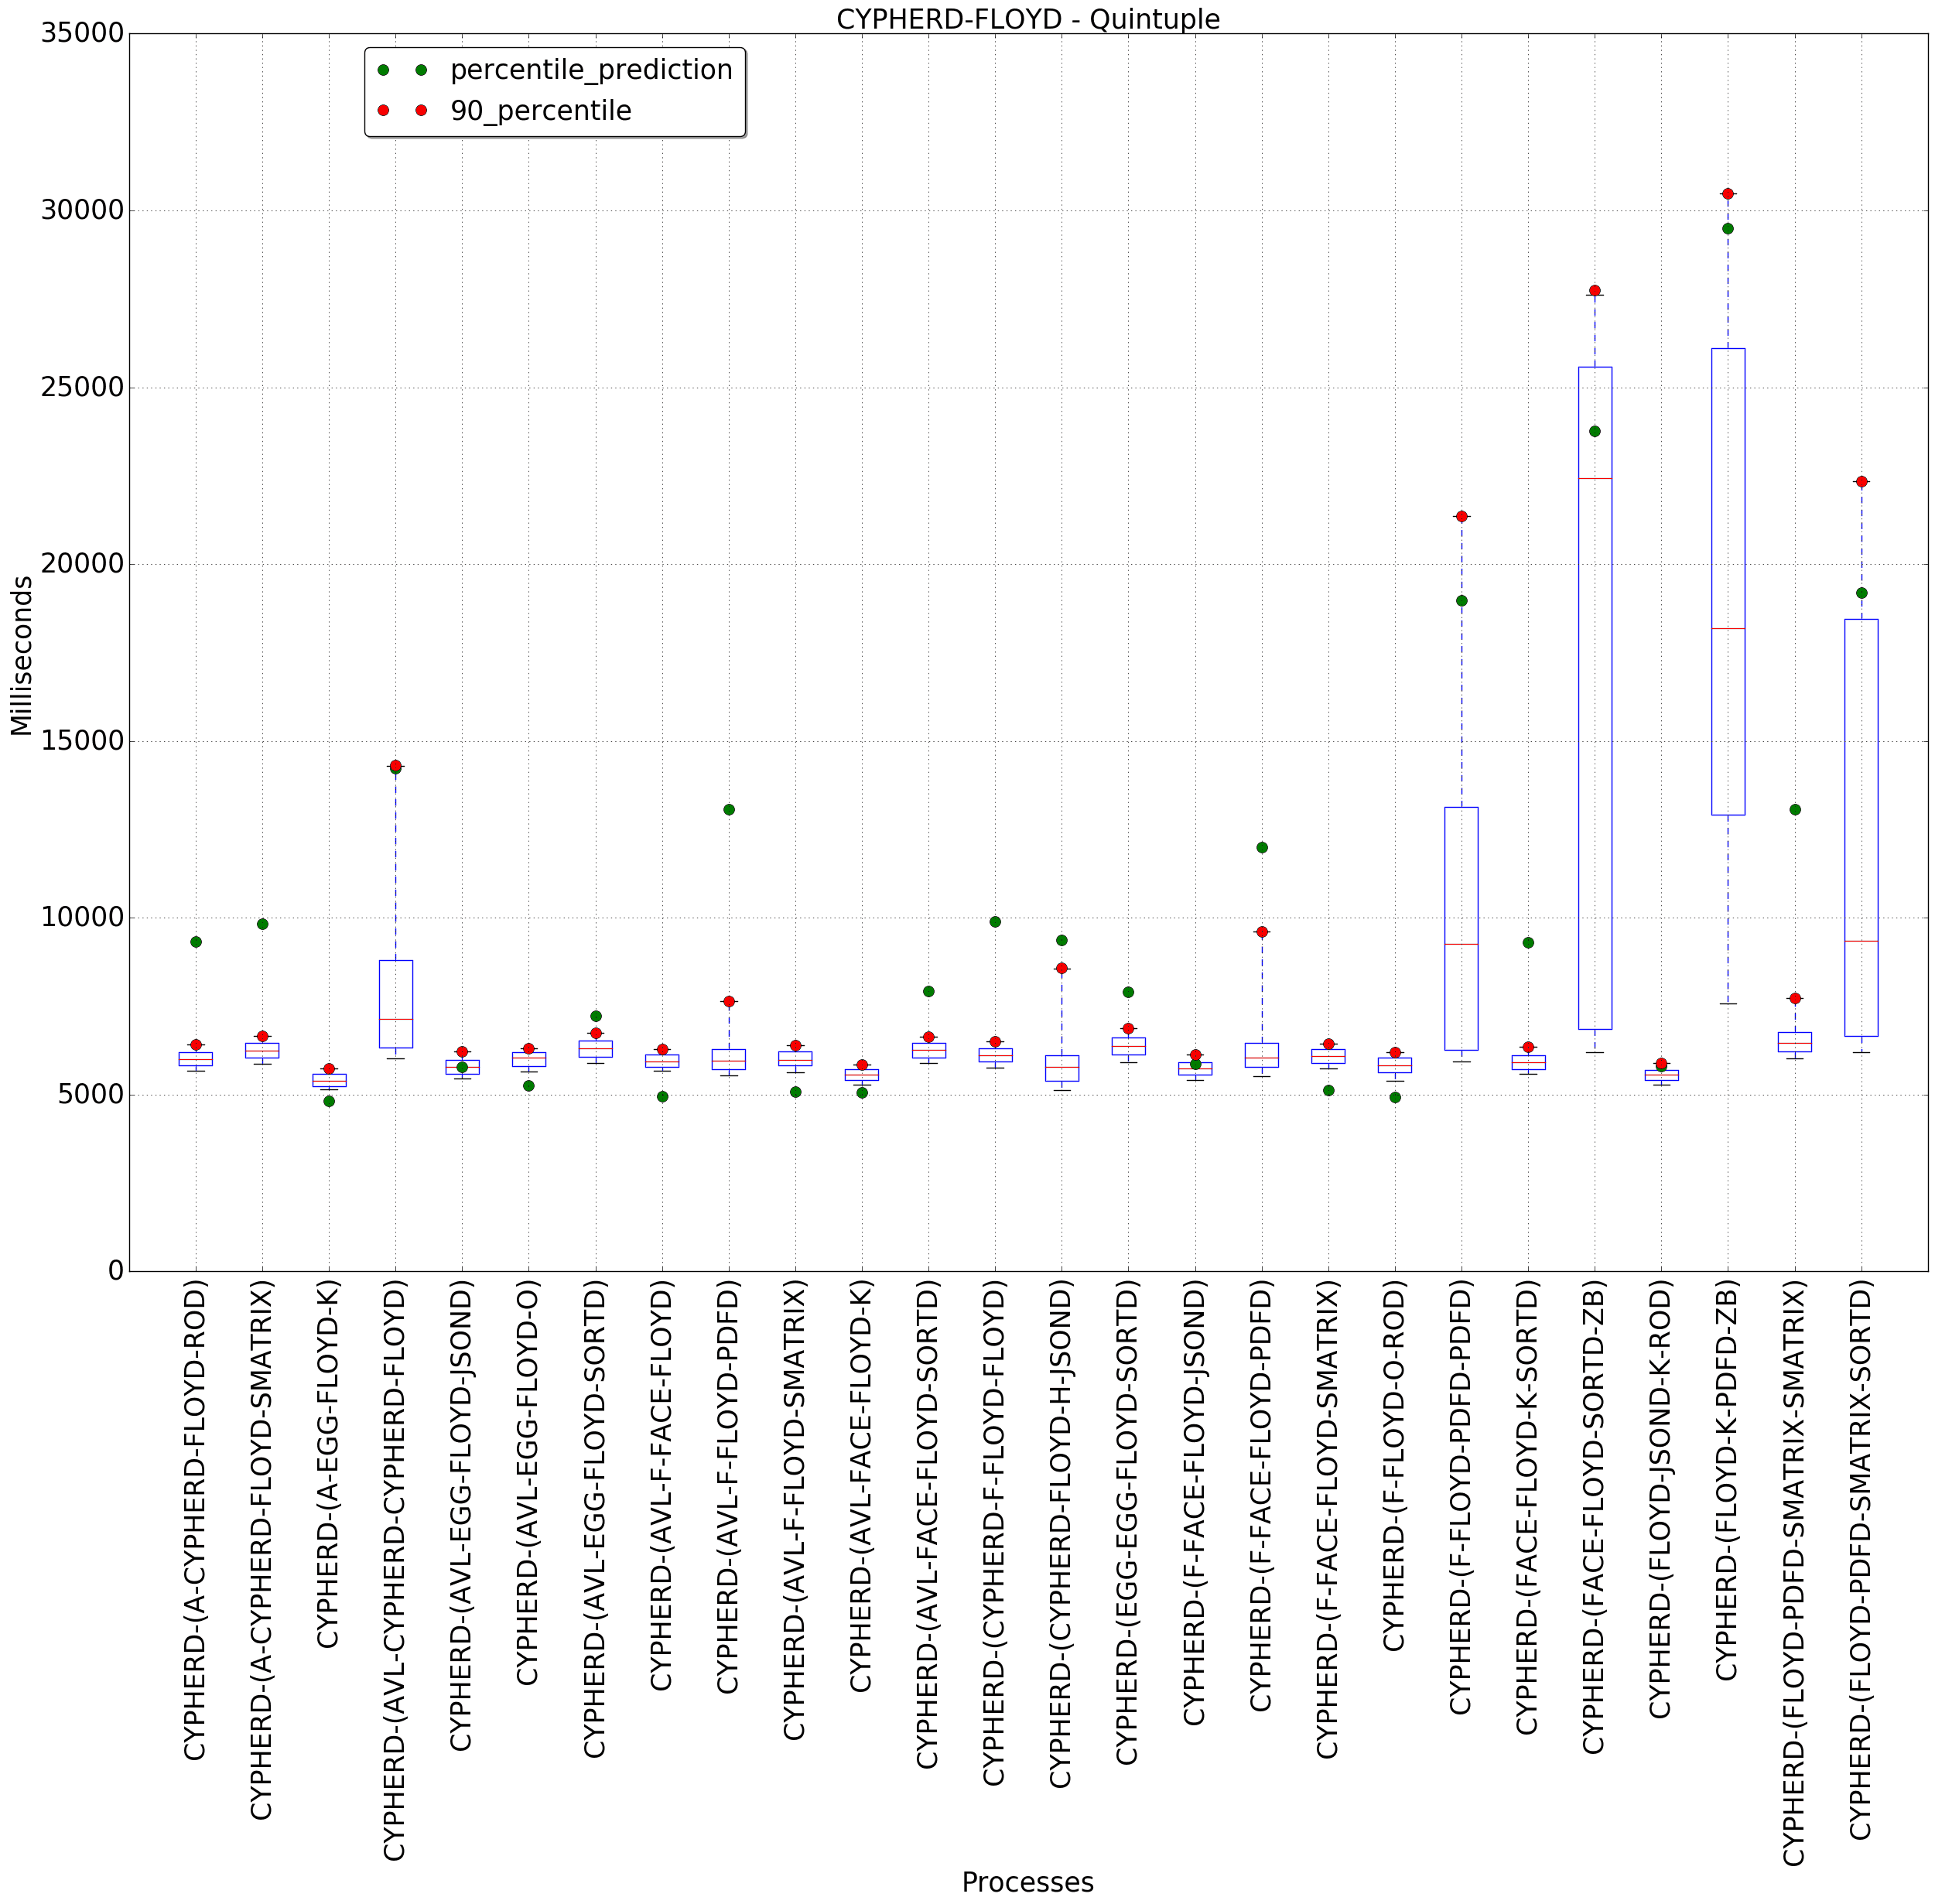 CYPHERD-FLOYD - Quintuple
percentile_prediction
90_percentile
35000
30000
25000
20000
15000
10000
5000
0
Milliseconds
CYPHERD-(A-CYPHERD-FLOYD-ROD)
CYPHERD-(A-CYPHERD-FLOYD-SMATRIX)
CYPHERD-(A-EGG-FLOYD-K)
CYPHERD-(AVL-CYPHERD-CYPHERD-FLOYD)
CYPHERD-(AVL-EGG-FLOYD-JSOND)
CYPHERD-(AVL-EGG-FLOYD-O)
CYPHERD-(AVL-EGG-FLOYD-SORTD)
CYPHERD-(AVL-F-FACE-FLOYD)
CYPHERD-(AVL-F-FLOYD-PDFD)
CYPHERD-(AVL-F-FLOYD-SMATRIX)
CYPHERD-(AVL-FACE-FLOYD-K)
CYPHERD-(AVL-FACE-FLOYD-SORTD)
CYPHERD-(CYPHERD-F-FLOYD-FLOYD)
CYPHERD-(CYPHERD-FLOYD-H-JSOND)
CYPHERD-(EGG-EGG-FLOYD-SORTD)
CYPHERD-(F-FACE-FLOYD-JSOND)
CYPHERD-(F-FACE-FLOYD-PDFD)
CYPHERD-(F-FACE-FLOYD-SMATRIX)
CYPHERD-(F-FLOYD-O-ROD)
CYPHERD-(F-FLOYD-PDFD-PDFD)
CYPHERD-(FACE-FLOYD-K-SORTD)
CYPHERD-(FACE-FLOYD-SORTD-ZB)
CYPHERD-(FLOYD-JSOND-K-ROD)
CYPHERD-(FLOYD-K-PDFD-ZB)
CYPHERD-(FLOYD-PDFD-SMATRIX-SMATRIX)
CYPHERD-(FLOYD-PDFD-SMATRIX-SORTD)
Processes